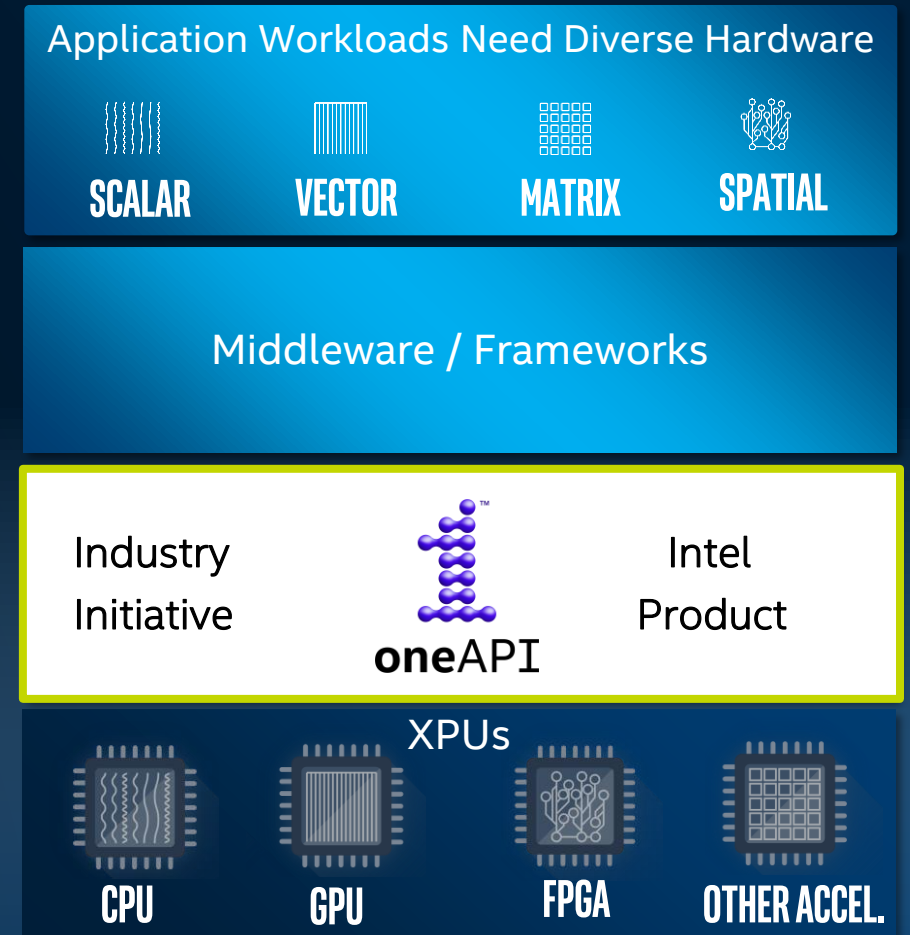 Application Workloads Need Diverse Hardware
SCALAR
VECTOR
MATRIX
SPATIAL
Middleware / Frameworks
Industry
Initiative
™
oneAPI
Intel
Product
XPUs
CPU
GPU
FPGA
OTHER ACCEL.